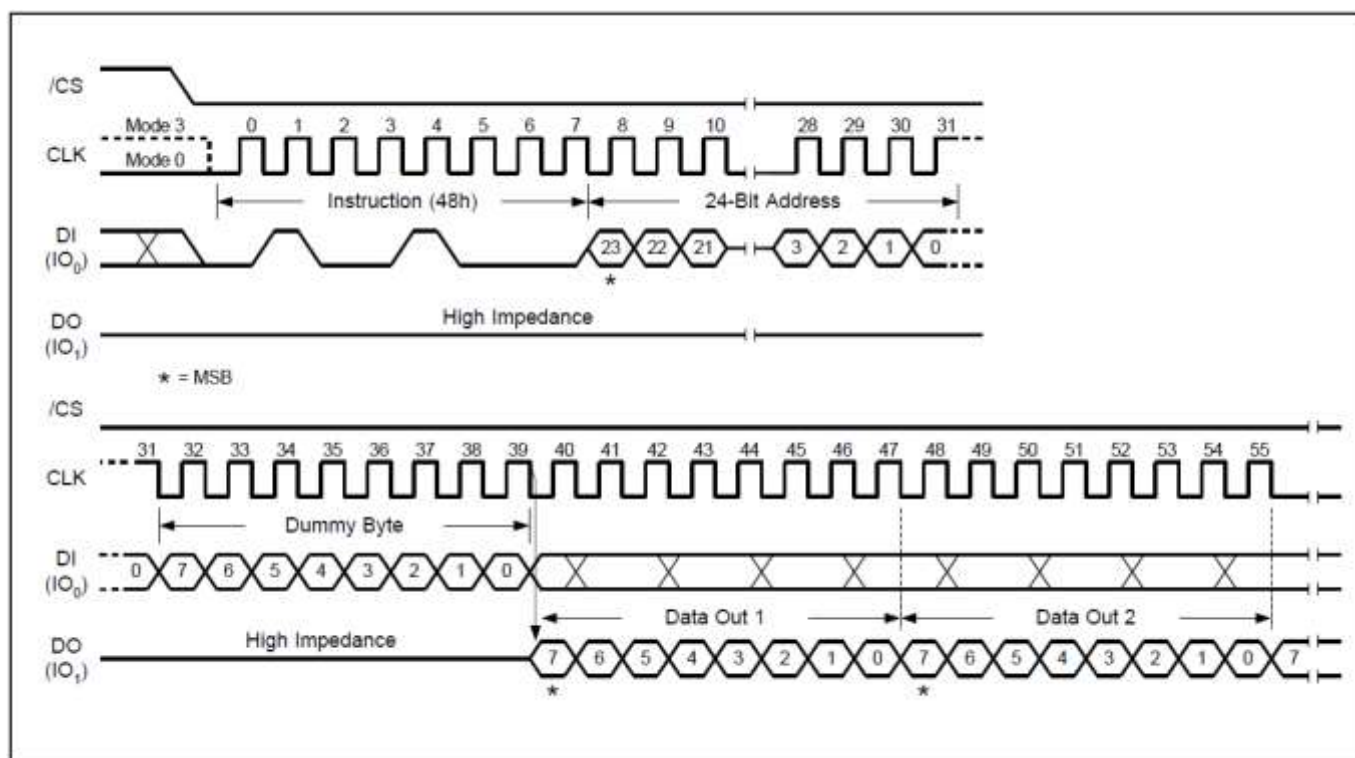 /CS
Mode 3 0 1 2 3 4 5 6 7 8 9 10 28 29 30 31
CLK Mode 0
Instruction (48h) 24-Bit Address
DI
(IO0) 23 22 21 3 2 1 0
*
DO High Impedance
(IO1)
* = MSB
/CS
31 32 33 34 35 36 37 38 39 40 41 42 43 44 45 46 47 48 49 50 51 52 53 54 55
CLK
Dummy Byte
DI
(IO0) 0 7 6 5 4 3 2 1 0
Data Out 1 Data Out 2
DO High Impedance
(IO1) 7 6 5 4 3 2 1 0 7 6 5 4 3 2 1 0 7
* *